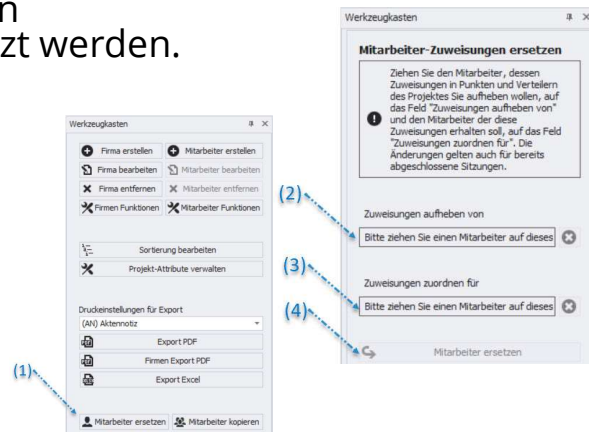 n
zt werden.
Werkzeugkasten
Firma erstellen Mitarbeiter erstellen
Firma bearbeiten Mitarbeiter bearbeiten
Firma entfernen Mitarbeiter entfernen
Firmen Funktionen Mitarbeiter Funktionen
Sortierung bearbeiten
Projekt-Attribute verwalten
Druckeinstellungen für Export
(AN) Aktennotiz
Export PDF
Firmen Export PDF
Export Excel
(1)
Mitarbeiter ersetzen Mitarbeiter kopieren
Werkzeugkasten
Mitarbeiter-Zuweisungen ersetzen
Ziehen Sie den Mitarbeiter, dessen
Zuweisungen in Punkten und Verteilern
des Projektes Sie aufheben wollen, auf
das Feld "Zuweisungen aufheben von"
und den Mitarbeiter der diese
Zuweisungen erhalten soll, auf das Feld
"Zuweisungen zuordnen für". Die
Änderungen gelten auch für bereits
abgeschlossene Sitzungen.
(2)
Zuweisungen aufheben von
Bitte ziehen Sie einen Mitarbeiter auf dieses
(3)
Zuweisungen zuordnen für
Bitte ziehen Sie einen Mitarbeiter auf dieses
(4)
Mitarbeiter ersetzen